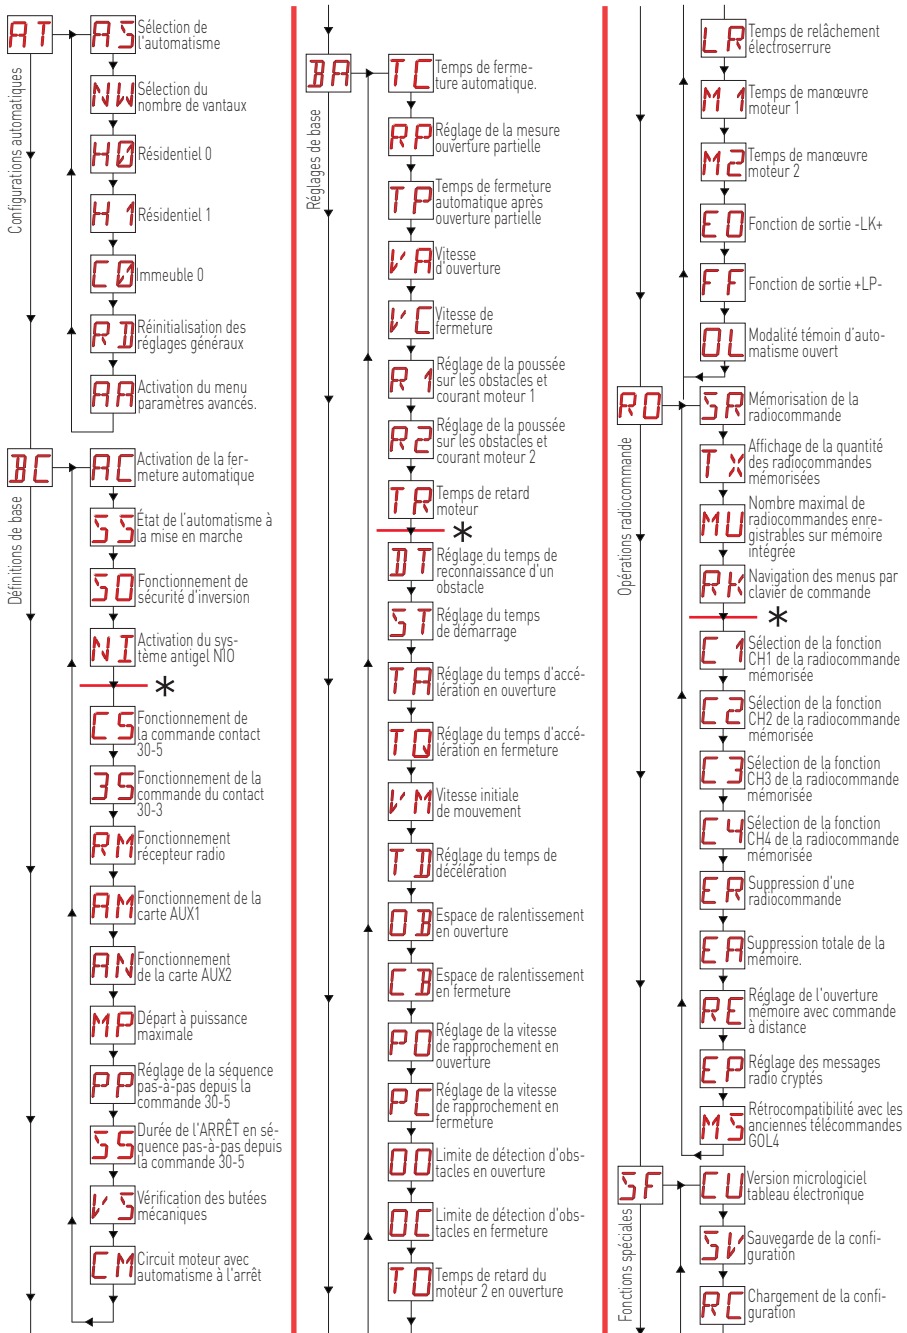 AT
Configurations automatiques
AS
Sélection de
l'automatisme
NW
Sélection du
nombre de vantaux
H0
Résidentiel 0
H1
Résidentiel 1
C0
Immeuble 0
RD
Réinitialisation des
réglages généraux
AA
Activation du menu
paramètres avancés.
BC
Définitions de base
AC
Activation de la fer-
meture automatique
SS
État de l'automatisme à
la mise en marche
SO
Fonctionnement de
sécurité d'inversion
NI
Activation du sys-
tème antigel NIO
*
CS
Fonctionnement de
la commande contact
30-5
3S
Fonctionnement de la
commande du contact
30-3
RM
Fonctionnement
récepteur radio
AM
Fonctionnement de la
carte AUX1
AN
Fonctionnement
de la carte AUX2
MP
Départ à puissance
maximale
PP
Réglage de la séquence
pas-à-pas depuis la
commande 30-5
SS
Durée de l'ARRÊT en sé-
quence pas-à-pas depuis
la commande 30-5
VS
Vérification des butées
mécaniques
CM
Circuit moteur avec
automatisme à l'arrêt
BA
Réglages de base
TC
Temps de ferme-
ture automatique.
RP
Réglage de la mesure
ouverture partielle
TP
Temps de fermeture
automatique après
ouverture partielle
VA
Vitesse
d'ouverture
VC
Vitesse de
fermeture
R1
Réglage de la poussée
sur les obstacles et
courant moteur 1
R2
Réglage de la poussée
sur les obstacles et
courant moteur 2
TR
Temps de retard
moteur
*
DT
Réglage du temps de
reconnaissance d'un
obstacle
ST
Réglage du temps
de démarrage
TA
Réglage du temps d'accé-
lération en ouverture
TQ
Réglage du temps d'accé-
lération en fermeture
VM
Vitesse initiale
de mouvement
TD
Réglage du temps de
décélération
OB
Espace de ralentissement
en ouverture
CB
Espace de ralentissement
en fermeture
PO
Réglage de la vitesse
de rapprochement en
ouverture
PC
Réglage de la vitesse
de rapprochement en
fermeture
OO
Limite de détection d'obs-
tacles en ouverture
OC
Limite de détection d'obs-
tacles en fermeture
TO
Temps de retard du
moteur 2 en ouverture
LR
Temps de relâchement
électroserrure
M1
Temps de manœuvre
moteur 1
M2
Temps de manœuvre
moteur 2
EO
Fonction de sortie -LK+
FF
Fonction de sortie +LP-
OL
Modalité témoin d'auto-
matisme ouvert
RO
Opérations radiocommande
SR
Mémorisation de la
radiocommande
TX
Affichage de la quantité
des radiocommandes
mémorisées
MU
Nombre maximal de
radiocommandes enre-
gistrables sur mémoire
intégrée
RK
Navigation des menus par
clavier de commande
*
C1
Sélection de la fonction
CH1 de la radiocommande
mémorisée
C2
Sélection de la fonction
CH2 de la radiocommande
mémorisée
C3
Sélection de la fonction
CH3 de la radiocommande
mémorisée
C4
Sélection de la fonction
CH4 de la radiocommande
mémorisée
ER
Suppression d'une
radiocommande
EA
Suppression totale de la
mémoire.
RE
Réglage de l'ouverture
mémoire avec commande
à distance
EP
Réglage des messages
radio cryptés
MS
Rétrocompatibilité avec les
anciennes télécommandes
GOL4
SF
Fonctions spéciales
CU
Version micrologiciel
tableau électronique
SV
Sauvegarde de la confi-
guration
RC
Chargement de la confi-
guration